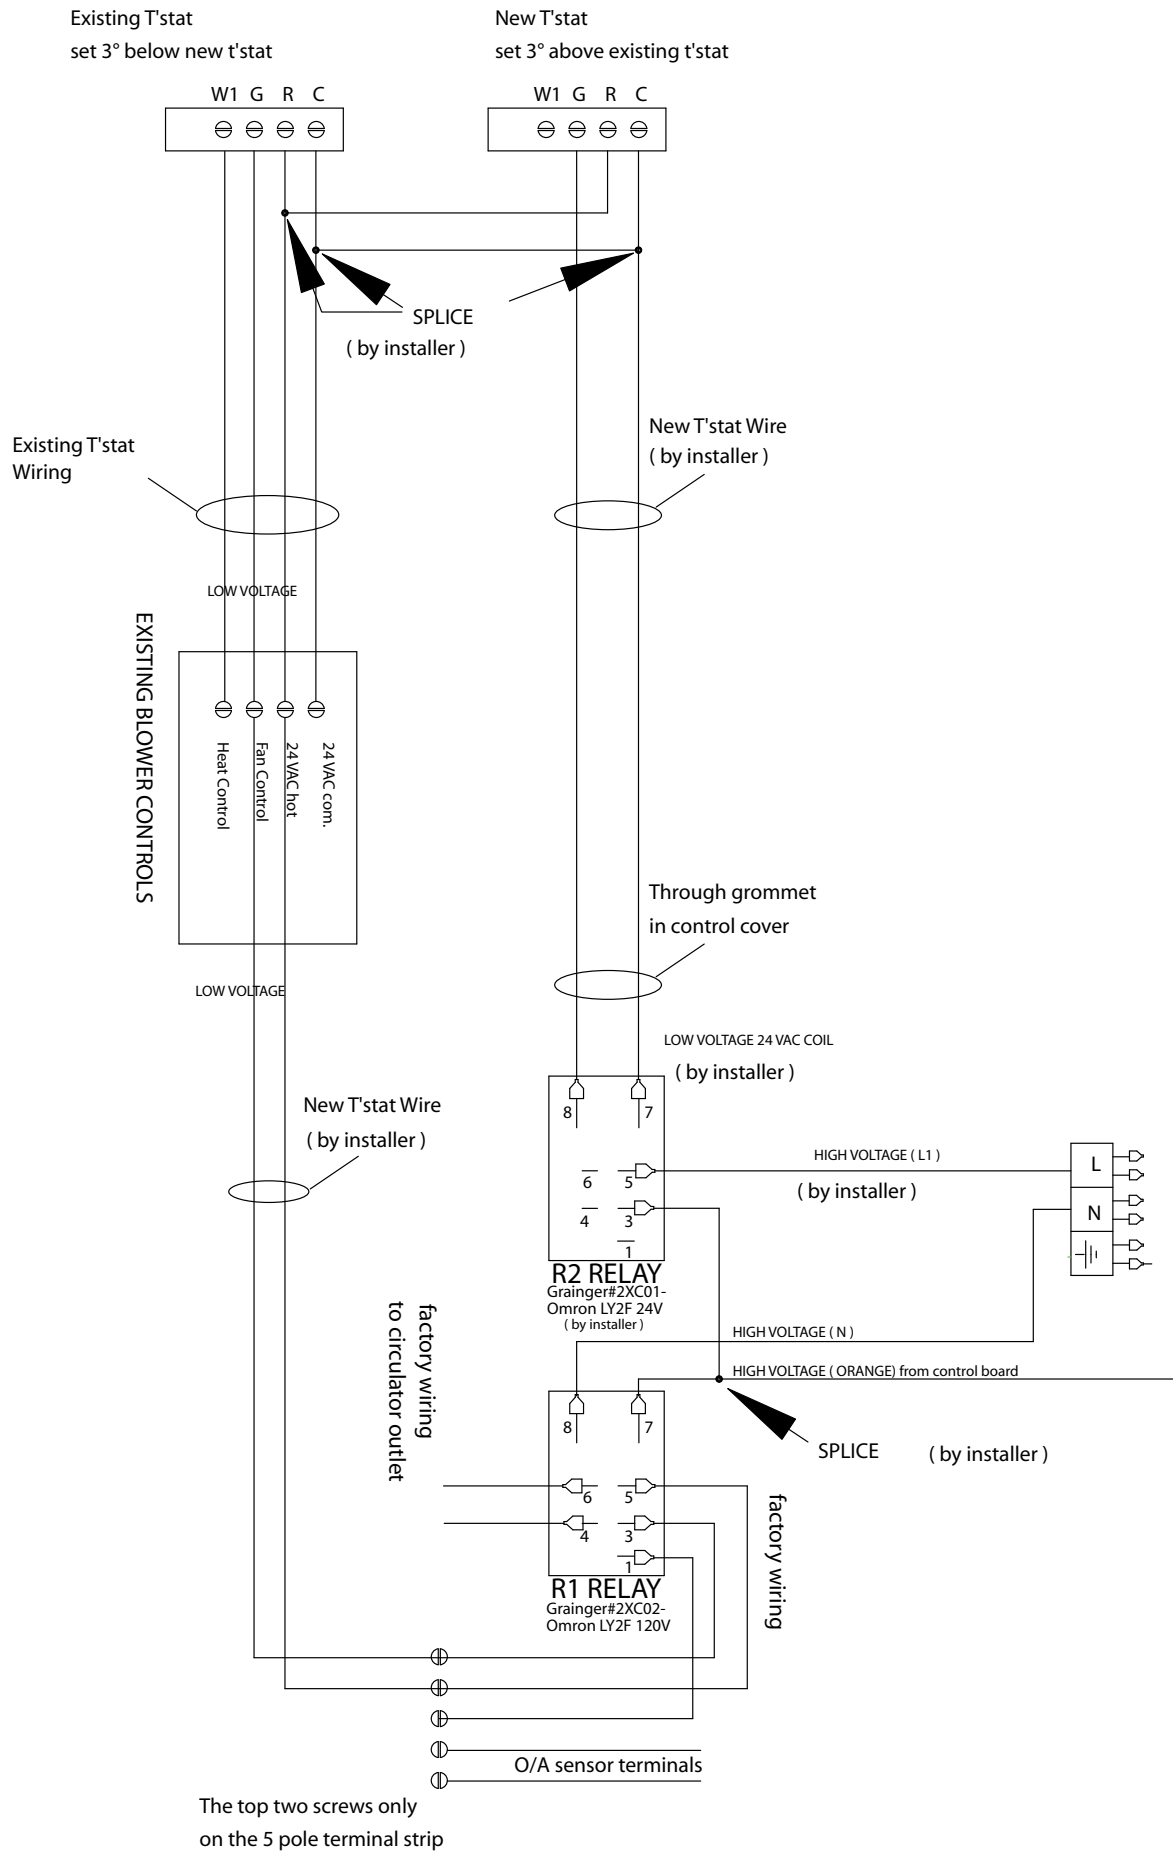 Existing T'stat
set 3° below new t'stat
New T'stat
set 3° above existing t'stat
W1 G R C
W1 G R C
SPLICE
( by installer )
Existing T'stat
Wiring
New T'stat Wire
( by installer )
LOW VOLTAGE
EXISTING BLOWER CONTROLS
Heat Control
Fan Control
24 VAC hot
24 VAC com.
Through grommet
in control cover
LOW VOLTAGE
LOW VOLTAGE 24 VAC COIL
( by installer )
New T'stat Wire
( by installer )
8 7
6 5
4 3
1
R2 RELAY
Grainger#2XC01-
Omron LY2F 24V
( by installer )
HIGH VOLTAGE ( L1 )
( by installer )
L
N
HIGH VOLTAGE ( N )
HIGH VOLTAGE ( ORANGE) from control board
factory wiring
to circulator outlet
SPLICE ( by installer )
8 7
6 5
4 3
1
R1 RELAY
Grainger#2XC02-
Omron LY2F 120V
factory wiring
O/A sensor terminals
The top two screws only
on the 5 pole terminal strip